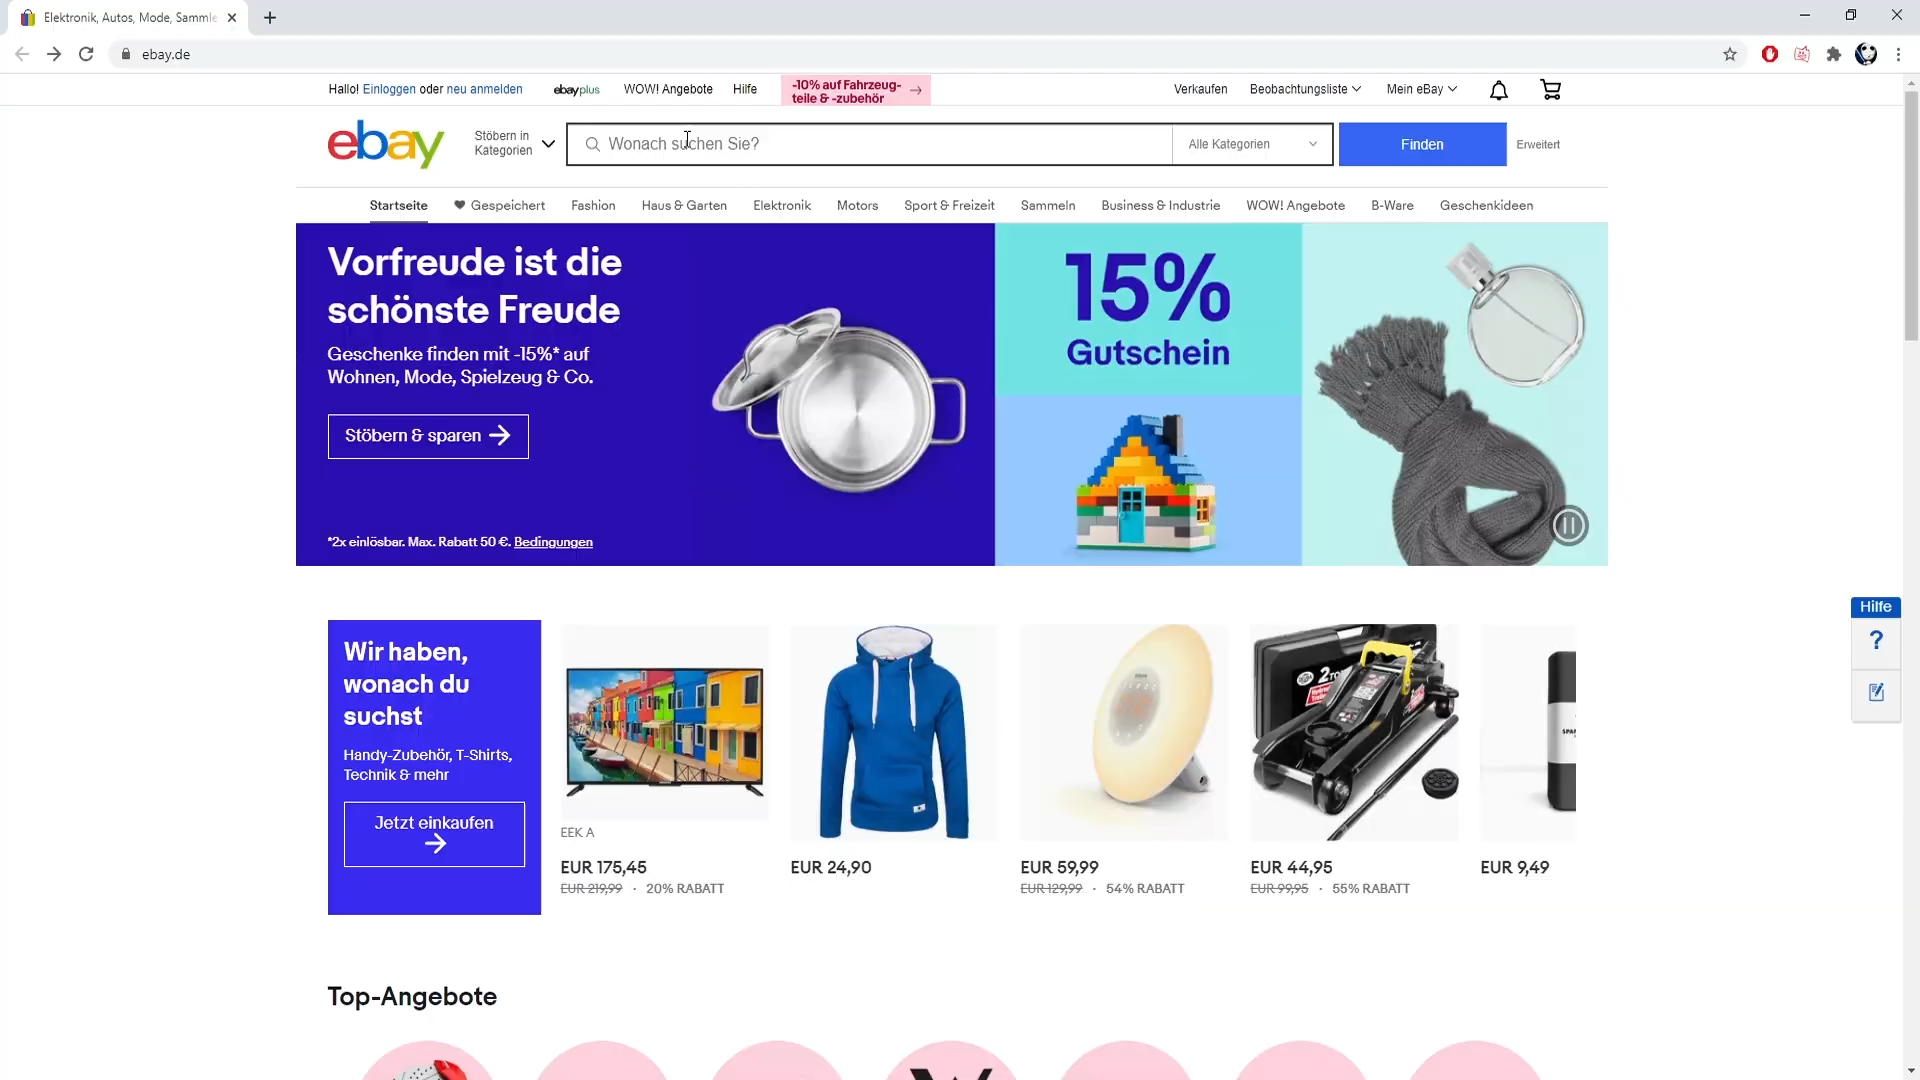 Elektronik, Autos, Mode, Sammle
ebay.de
Hallo! Einloggen oder neu anmelden
ebayplus
WOW! Angebote
Hilfe
-10% auf Fahrzeug-
teile & -zubehör
Verkaufen
Beobachtungsliste
Mein eBay
ebay
Stöbern in
Kategorien
Wonach suchen Sie?
Alle Kategorien
Finden
Erweitert
Startseite
Gespeichert
Fashion
Haus & Garten
Elektronik
Motors
Sport & Freizeit
Sammeln
Business & Industrie
WOW! Angebote
B-Ware
Geschenkideen
Vorfreude ist die
schönste Freude
Geschenke finden mit -15%* auf
Wohnen, Mode, Spielzeug & Co.
Stöbern & sparen
*2x einlösbar. Max. Rabatt 50 €. Bedingungen
15%
Gutschein
Hilfe
?
Wir haben,
wonach du
suchst
Handy-Zubehör, T-Shirts,
Technik & mehr
Jetzt einkaufen
EEK A
EUR 175,45
EUR 219,99 · 20% RABATT
EUR 24,90
EUR 59,99
EUR 129,99 · 54% RABATT
EUR 44,95
EUR 99,95 · 55% RABATT
EUR 9,49
Top-Angebote